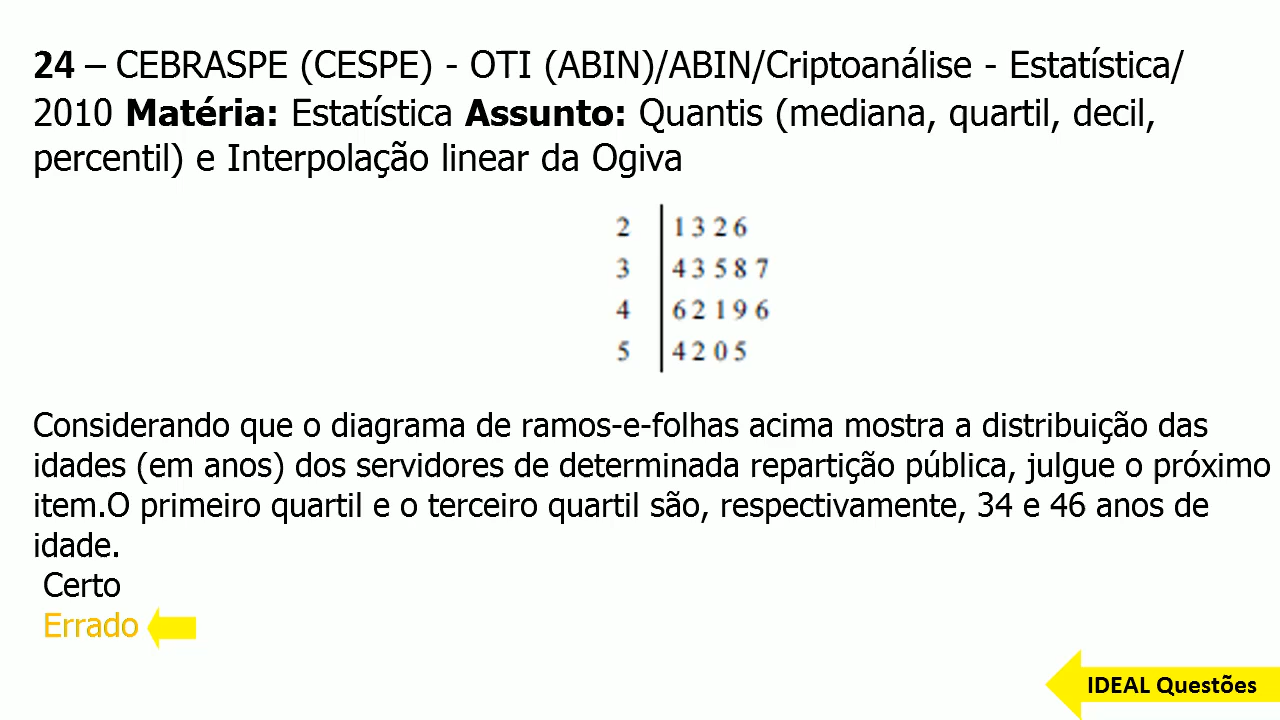 24 – CEBRASPE (CESPE) - OTI (ABIN)/ABIN/Criptoanálise - Estatística/
2010 Matéria: Estatística Assunto: Quantis (mediana, quartil, decil,
percentil) e Interpolação linear da Ogiva
2 1 3 2 6
3 4 3 5 8 7
4 6 2 1 9 6
5 4 2 0 5
Considerando que o diagrama de ramos-e-folhas acima mostra a distribuição das
idades (em anos) dos servidores de determinada repartição pública, julgue o próximo
item.O primeiro quartil e o terceiro quartil são, respectivamente, 34 e 46 anos de
idade.
Certo
Errado
IDEAL Questões